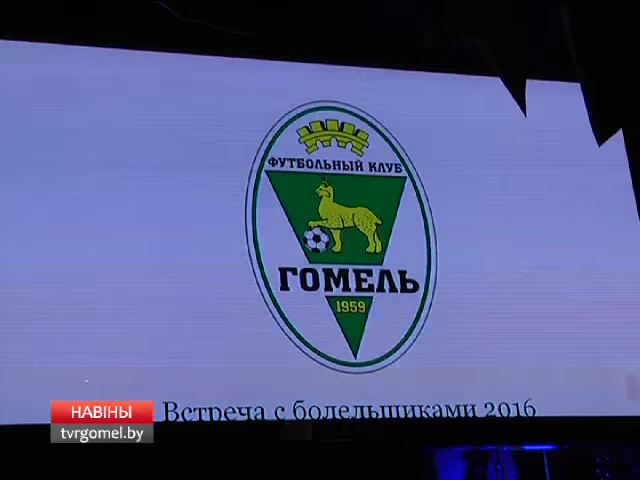 ФУТБОЛЬНЫЙ КЛУБ
ГОМЕЛЬ
1959
Встреча с болельщиками 2016
НАВІНЫ
tvrgomel.by